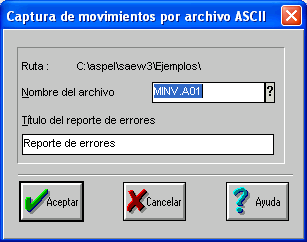 Captura de movimientos por archivo ASCII
Ruta : C:\aspel\saew3\Ejemplos\
Nombre del archivo MINV.A01 ?
Título del reporte de errores
Reporte de errores
Aceptar Cancelar ? Ayuda